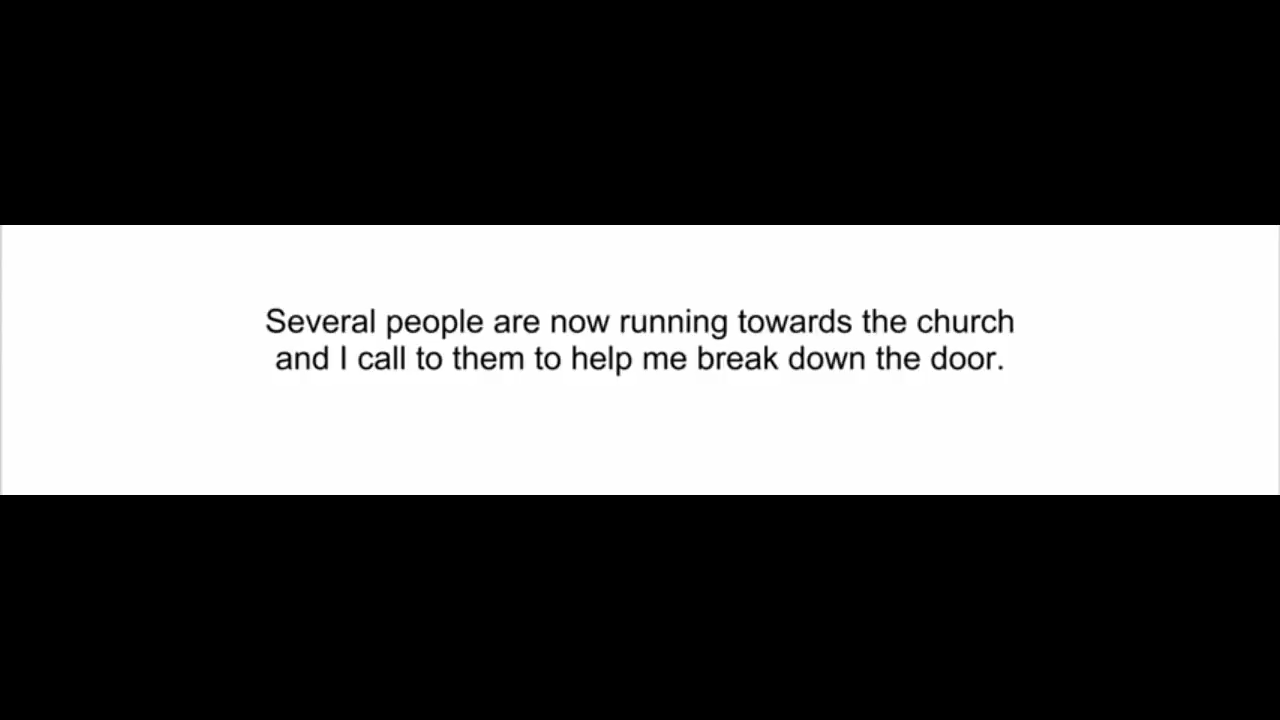 Several people are now running towards the church
and I call to them to help me break down the door.